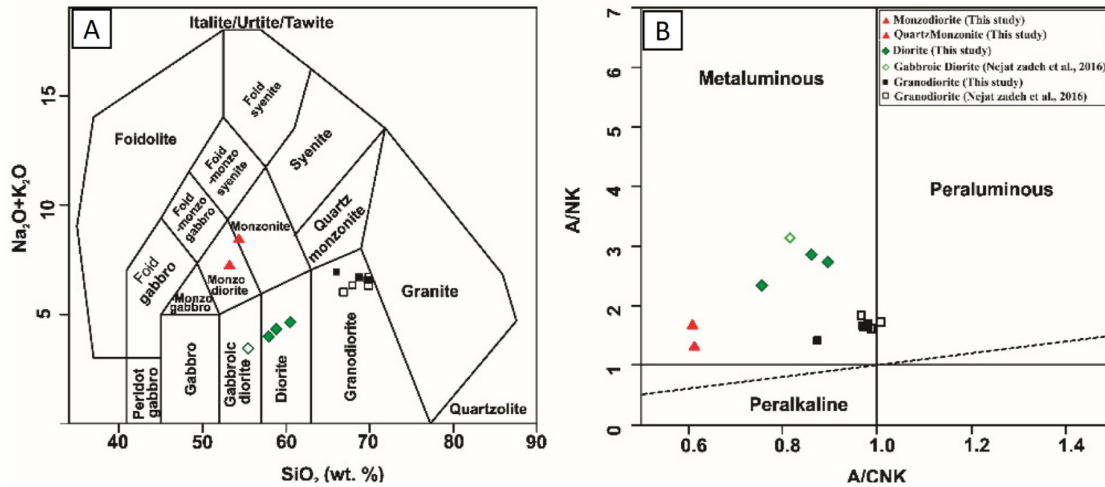 A
Italite/Urtite/Tawite
Foid
syenite
Foidolite
Syenite
Foid
-monzo
syenite
Foid
-monzo
gabbro
Monzonite
Quartz
monzonite
Foid
gabbro
Monzo
diorite
Monzo
gabbro
Granite
Peridot
gabbro
Gabbro
Gabbroic
diorite
Diorite
Granodiorite
Quartzolite
Na₂O+K₂O
5
10
15
40
50
60
70
80
90
SiO₂ (wt. %)
B
Monzodiorite (This study)
QuartzMonzonite (This study)
Diorite (This study)
Gabbroic Diorite (Nejat zadeh et al., 2016)
Granodiorite (This study)
Granodiorite (Nejat zadeh et al., 2016)
Metaluminous
Peraluminous
Peralkaline
A/NK
0
1
2
3
4
5
6
7
0.6
0.8
1.0
1.2
1.4
A/CNK